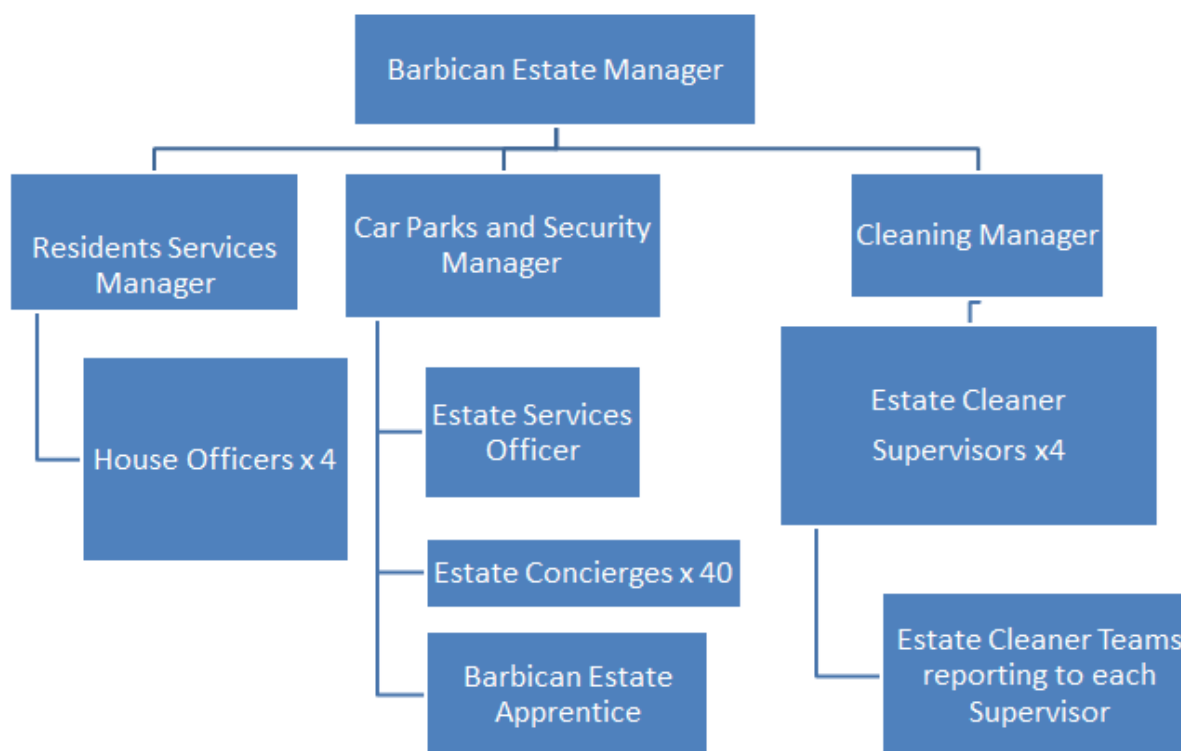 Barbican Estate Manager
Residents Services
Manager
Car Parks and Security
Manager
Cleaning Manager
House Officers x 4
Estate Services
Officer
Estate Concierges x 40
Barbican Estate
Apprentice
Estate Cleaner
Supervisors x4
Estate Cleaner Teams
reporting to each
Supervisor